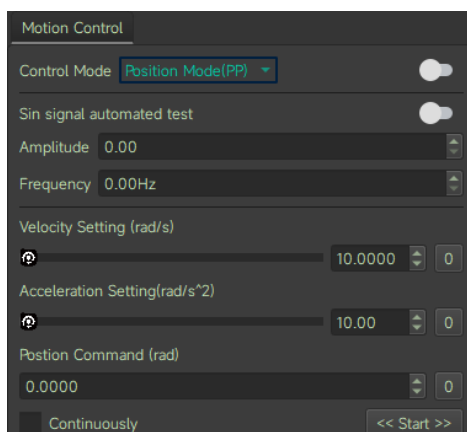 Motion Control
Control Mode Position Mode(PP)
Sin signal automated test
Amplitude 0.00
Frequency 0.00Hz
Velocity Setting (rad/s)
10.0000 0
Acceleration Setting(rad/s^2)
10.00 0
Postion Command (rad)
0.0000 0
Continuously << Start >>